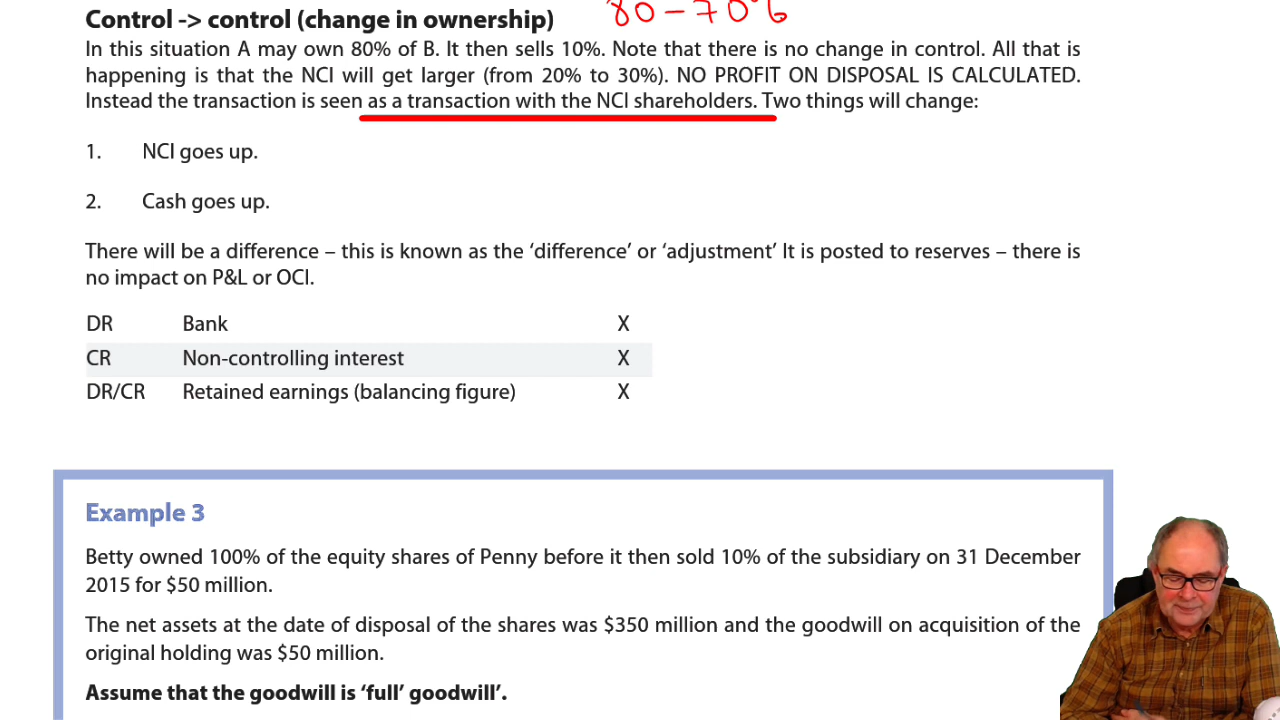 Control -> control (change in ownership) 80-70%
In this situation A may own 80% of B. It then sells 10%. Note that there is no change in control. All that is
happening is that the NCI will get larger (from 20% to 30%). NO PROFIT ON DISPOSAL IS CALCULATED.
Instead the transaction is seen as a transaction with the NCI shareholders. Two things will change:
1. NCI goes up.
2. Cash goes up.
There will be a difference – this is known as the ‘difference’ or ‘adjustment’ It is posted to reserves – there is
no impact on P&L or OCI.
DR Bank X
CR Non-controlling interest X
DR/CR Retained earnings (balancing figure) X
Example 3
Betty owned 100% of the equity shares of Penny before it then sold 10% of the subsidiary on 31 December
2015 for $50 million.
The net assets at the date of disposal of the shares was $350 million and the goodwill on acquisition of the
original holding was $50 million.
Assume that the goodwill is ‘full’ goodwill’.